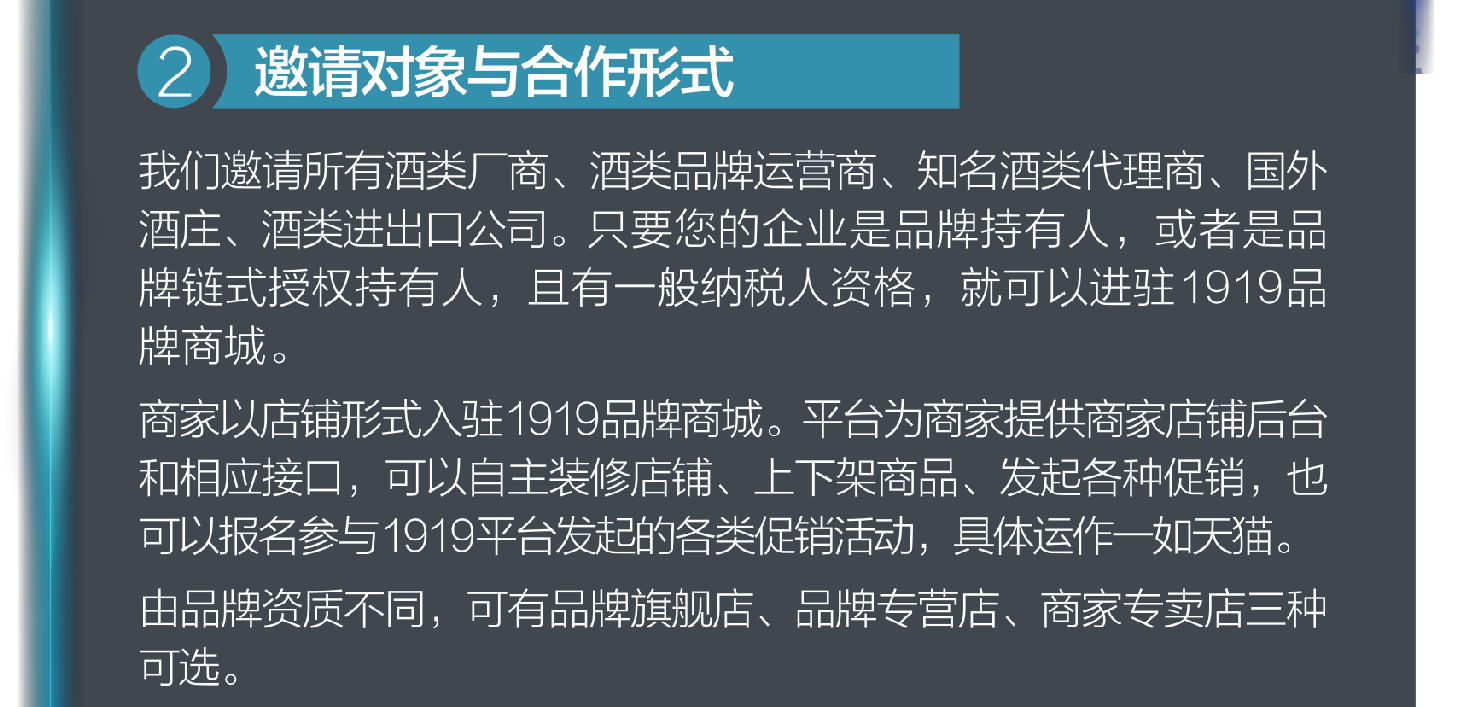 2 邀请对象与合作形式
我们邀请所有酒类厂商、酒类品牌运营商、知名酒类代理商、国外
酒庄、酒类进出口公司。只要您的企业是品牌持有人，或者是品
牌链式授权持有人，且有一般纳税人资格，就可以进驻1919品
牌商城。
商家以店铺形式入驻1919品牌商城。平台为商家提供商家店铺后台
和相应接口，可以自主装修店铺、上下架商品、发起各种促销，也
可以报名参与1919平台发起的各类促销活动，具体运作一如天猫。
由品牌资质不同，可有品牌旗舰店、品牌专营店、商家专卖店三种
可选。